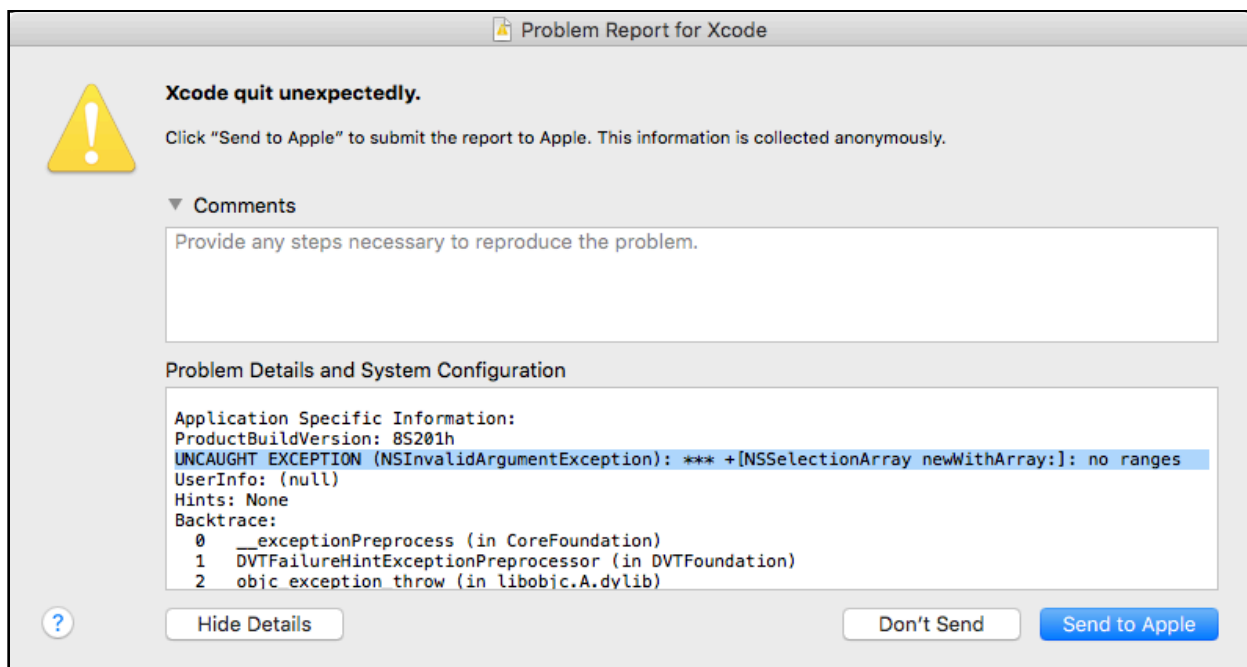 Problem Report for Xcode
Xcode quit unexpectedly.
Click “Send to Apple” to submit the report to Apple. This information is collected anonymously.
Comments
Provide any steps necessary to reproduce the problem.
Problem Details and System Configuration
Application Specific Information:
ProductBuildVersion: 8S201h
UNCAUGHT EXCEPTION (NSInvalidArgumentException): *** +[NSSelectionArray newWithArray:]: no ranges
UserInfo: (null)
Hints: None
Backtrace:
0 __exceptionPreprocess (in CoreFoundation)
1 DVTFailureHintExceptionPreprocessor (in DVTFoundation)
2 objc_exception_throw (in libobjc.A.dylib)
? Hide Details Don’t Send Send to Apple